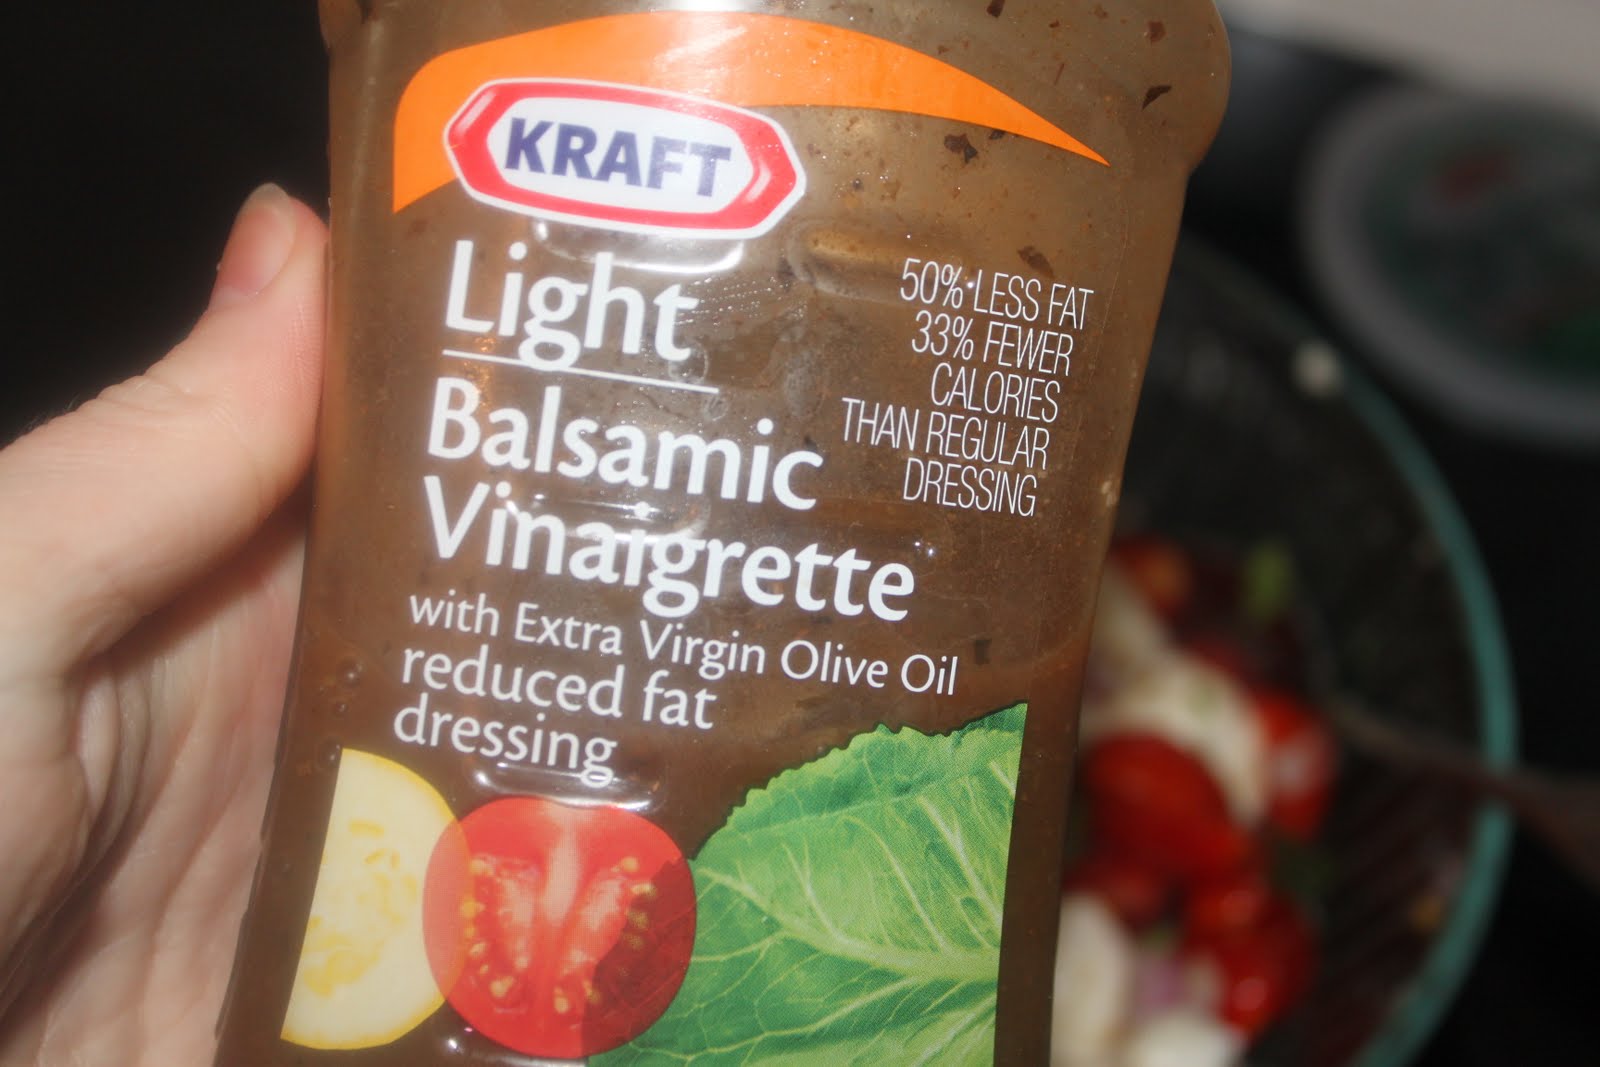 KRAFT
Light
Balsamic
Vinaigrette
with Extra Virgin Olive Oil
reduced fat
dressing
50% LESS FAT
33% FEWER
CALORIES
THAN REGULAR
DRESSING